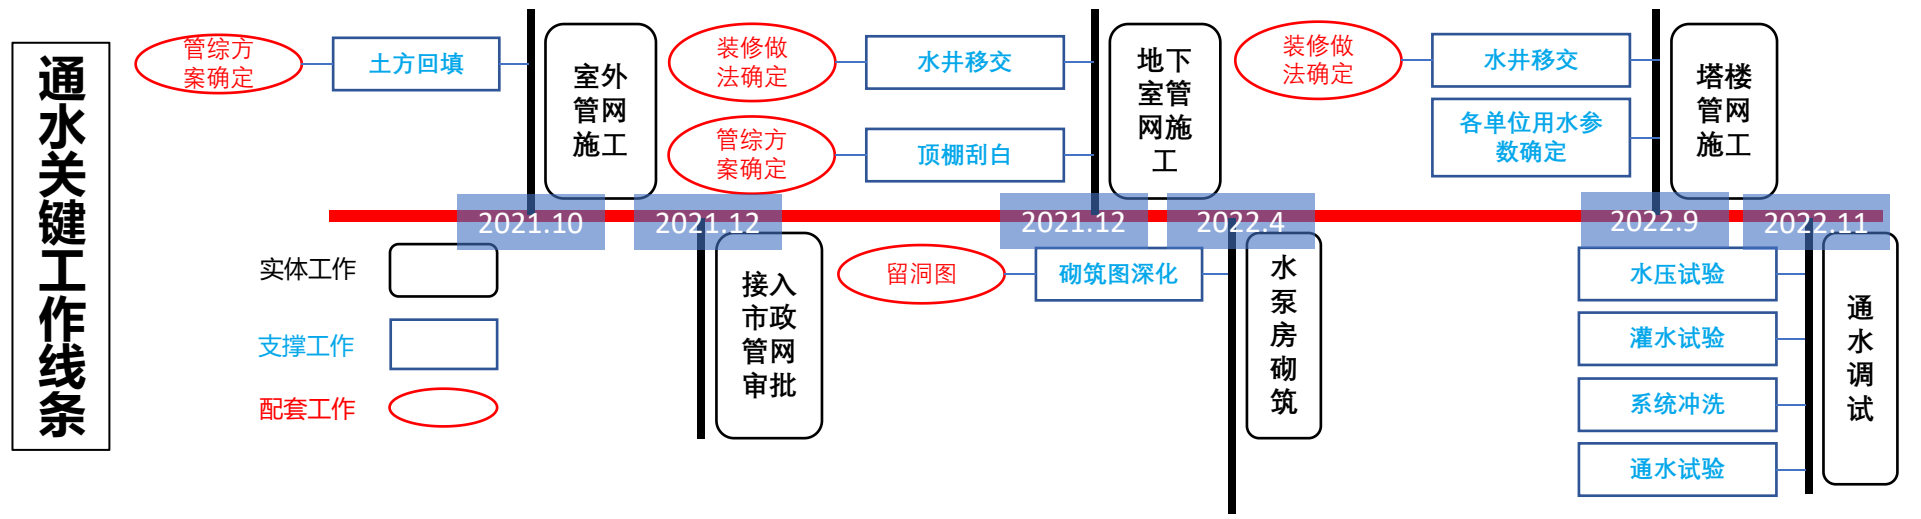 通水关键工作线条
管综方
案确定
土方回填
室外
管网
施工
装修做
法确定
水井移交
管综方
案确定
顶棚刮白
地下
室管
网施
工
装修做
法确定
水井移交
各单位用水参
数确定
塔楼
管网
施工
2021.10
2021.12
2021.12
2022.4
2022.9
2022.11
实体工作
支撑工作
配套工作
接入
市政
管网
审批
留洞图
砌筑图深化
水
泵
房
砌
筑
水压试验
灌水试验
系统冲洗
通水试验
通
水
调
试